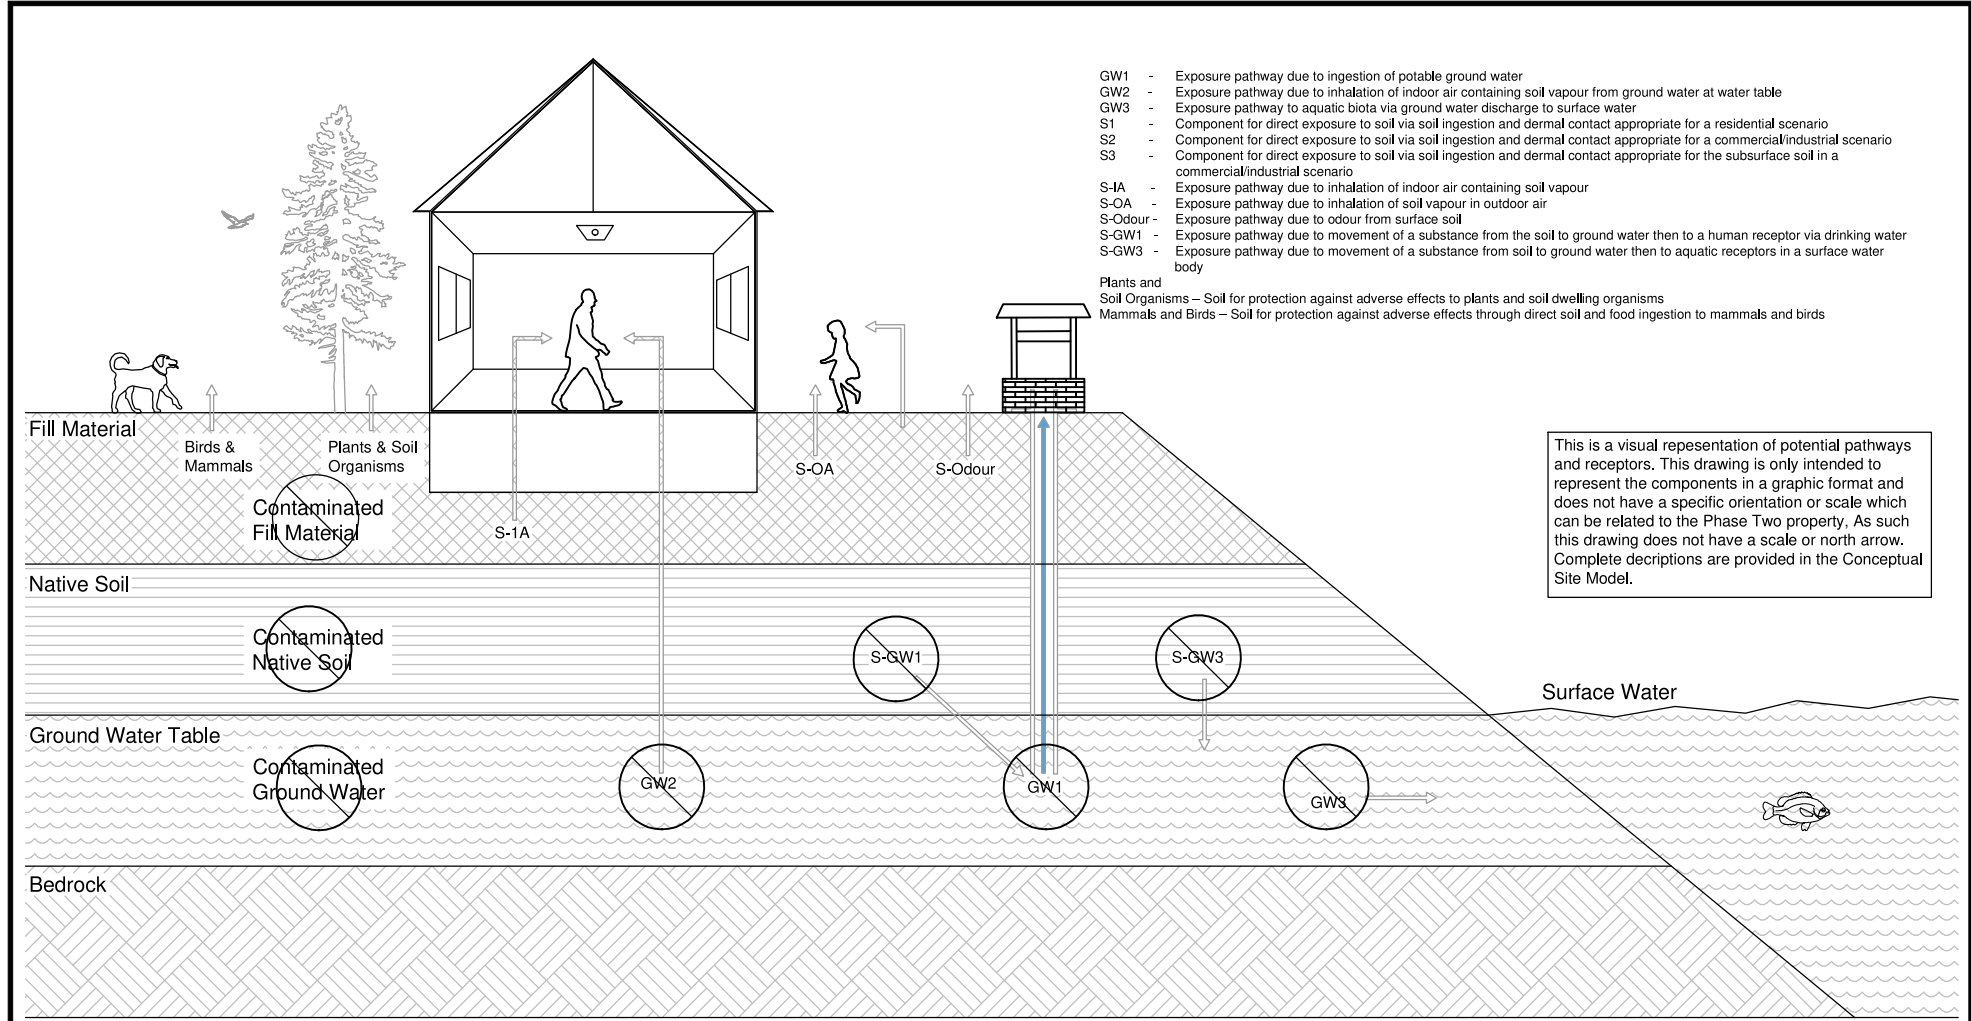 GW1 - Exposure pathway due to ingestion of potable ground water
GW2 - Exposure pathway due to inhalation of indoor air containing soil vapour from ground water at water table
GW3 - Exposure pathway to aquatic biota via ground water discharge to surface water
S1 - Component for direct exposure to soil via soil ingestion and dermal contact appropriate for a residential scenario
S2 - Component for direct exposure to soil via soil ingestion and dermal contact appropriate for a commercial/industrial scenario
S3 - Component for direct exposure to soil via soil ingestion and dermal contact appropriate for the subsurface soil in a
commercial/industrial scenario
S-IA - Exposure pathway due to inhalation of indoor air containing soil vapour
S-OA - Exposure pathway due to inhalation of soil vapour in outdoor air
S-Odour - Exposure pathway due to odour from surface soil
S-GW1 - Exposure pathway due to movement of a substance from the soil to ground water then to a human receptor via drinking water
S-GW3 - Exposure pathway due to movement of a substance from soil to ground water then to aquatic receptors in a surface water
body
Plants and
Soil Organisms – Soil for protection against adverse effects to plants and soil dwelling organisms
Mammals and Birds – Soil for protection against adverse effects through direct soil and food ingestion to mammals and birds
Fill Material
Birds &
Mammals
Plants & Soil
Organisms
S-OA
S-Odour
Contaminated
Fill Material
S-1A
This is a visual repesentation of potential pathways
and receptors. This drawing is only intended to
represent the components in a graphic format and
does not have a specific orientation or scale which
can be related to the Phase Two property, As such
this drawing does not have a scale or north arrow.
Complete decriptions are provided in the Conceptual
Site Model.
Native Soil
Contaminated
Native Soil
S-GW1
S-GW3
Surface Water
Ground Water Table
Contaminated
Ground Water
GW2
GW1
GW3
Bedrock